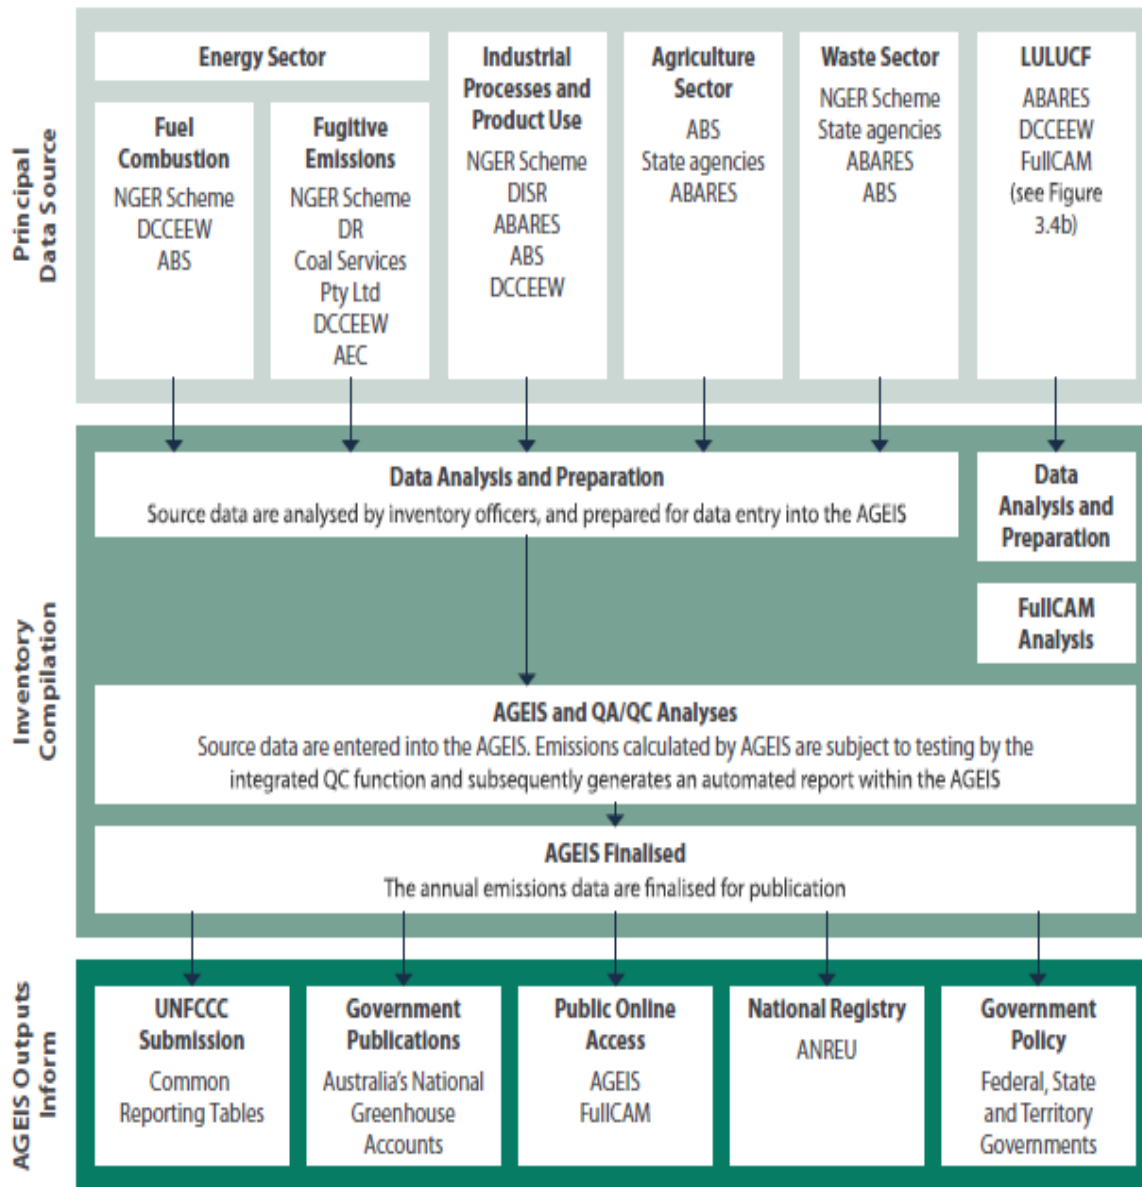 Principal
Data Source
Energy Sector
Fuel
Combustion
NGER Scheme
DCCEEW
ABS
Fugitive
Emissions
NGER Scheme
DR
Coal Services
Pty Ltd
DCCEEW
AEC
Industrial
Processes and
Product Use
NGER Scheme
DISR
ABARES
ABS
DCCEEW
Agriculture
Sector
ABS
State agencies
ABARES
Waste Sector
NGER Scheme
State agencies
ABARES
ABS
LULUCF
ABARES
DCCEEW
FullCAM
(see Figure
3.4b)
Inventory
Compilation
Data Analysis and Preparation
Source data are analysed by inventory officers, and prepared for data entry into the AGEIS
Data
Analysis and
Preparation
FullCAM
Analysis
AGEIS and QA/QC Analyses
Source data are entered into the AGEIS. Emissions calculated by AGEIS are subject to testing by the
integrated QC function and subsequently generates an automated report within the AGEIS
AGEIS Finalised
The annual emissions data are finalised for publication
AGEIS Outputs
Inform
UNFCCC
Submission
Common
Reporting Tables
Government
Publications
Australia's National
Greenhouse
Accounts
Public Online
Access
AGEIS
FullCAM
National Registry
ANREU
Government
Policy
Federal, State
and Territory
Governments